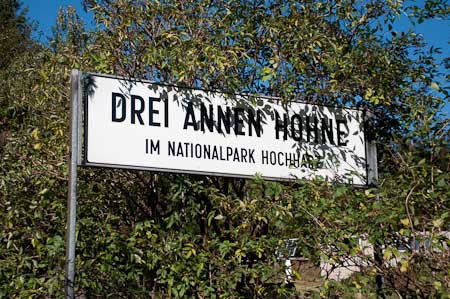 DREI ANNEN HOHNE
IM NATIONALPARK HOCHHARZ